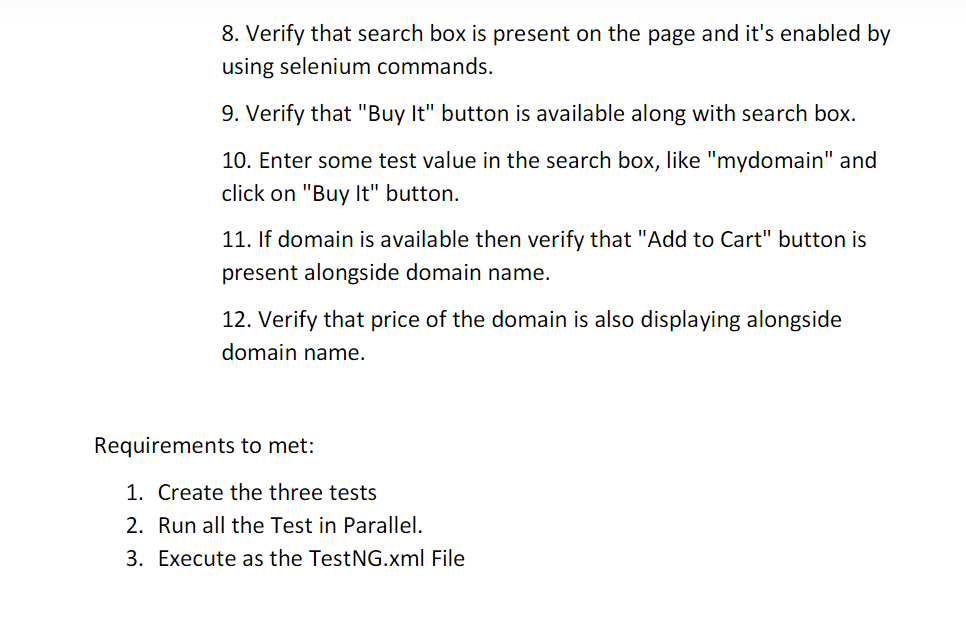 8. Verify that search box is present on the page and it's enabled by
using selenium commands.
9. Verify that "Buy It" button is available along with search box.
10. Enter some test value in the search box, like "mydomain" and
click on "Buy It" button.
11. If domain is available then verify that "Add to Cart" button is
present alongside domain name.
12. Verify that price of the domain is also displaying alongside
domain name.
Requirements to met:
1. Create the three tests
2. Run all the Test in Parallel.
3. Execute as the TestNG.xml File